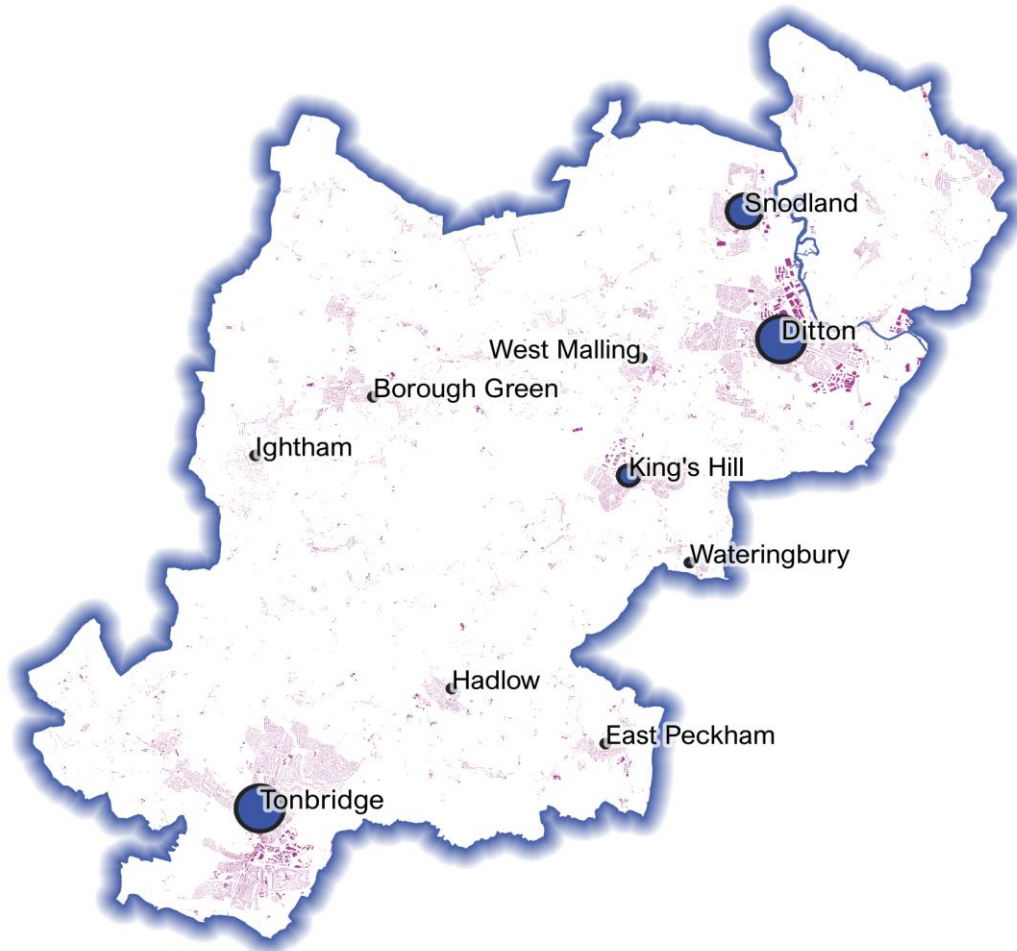 Snodland
Ditton
West Malling
Borough Green
Ightham
King's Hill
Wateringbury
Hadlow
East Peckham
Tonbridge